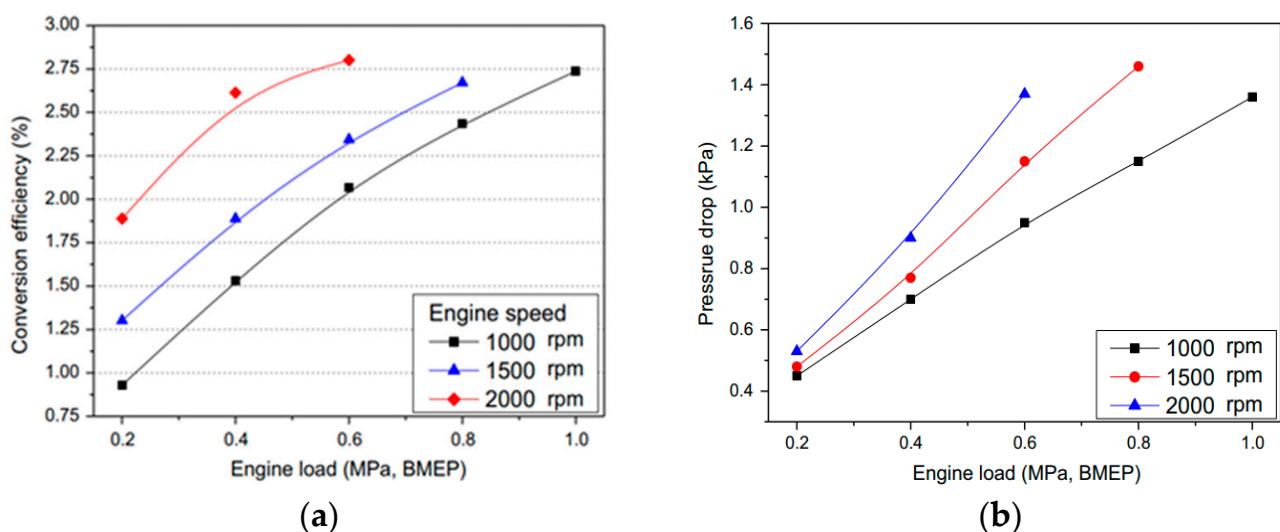 3.00
2.75
2.50
2.25
2.00
1.75
1.50
1.25
1.00
0.75
Conversion efficiency (%)
0.2 0.4 0.6 0.8 1.0
Engine load (MPa, BMEP)
Engine speed
1000 rpm
1500 rpm
2000 rpm
(a)
1.6
1.4
1.2
1.0
0.8
0.6
0.4
Pressrue drop (kPa)
0.2 0.4 0.6 0.8 1.0
Engine load (MPa, BMEP)
1000 rpm
1500 rpm
2000 rpm
(b)